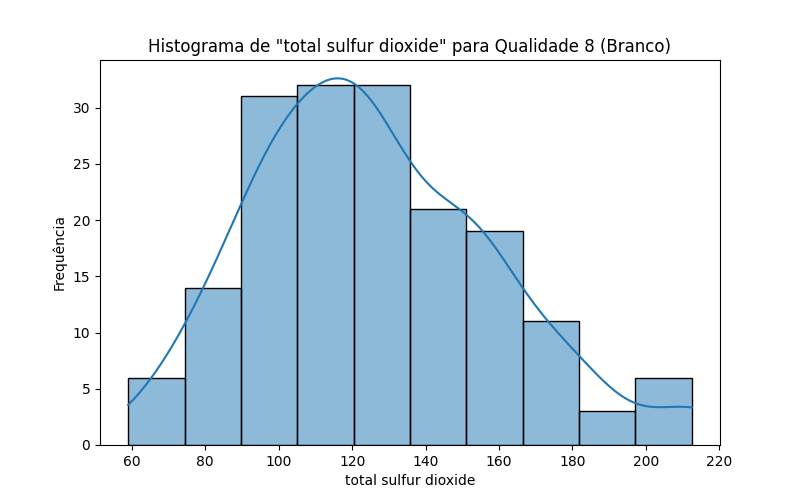 Histograma de "total sulfur dioxide" para Qualidade 8 (Branco)
Frequência
30
25
20
15
10
5
0
60 80 100 120 140 160 180 200 220
total sulfur dioxide